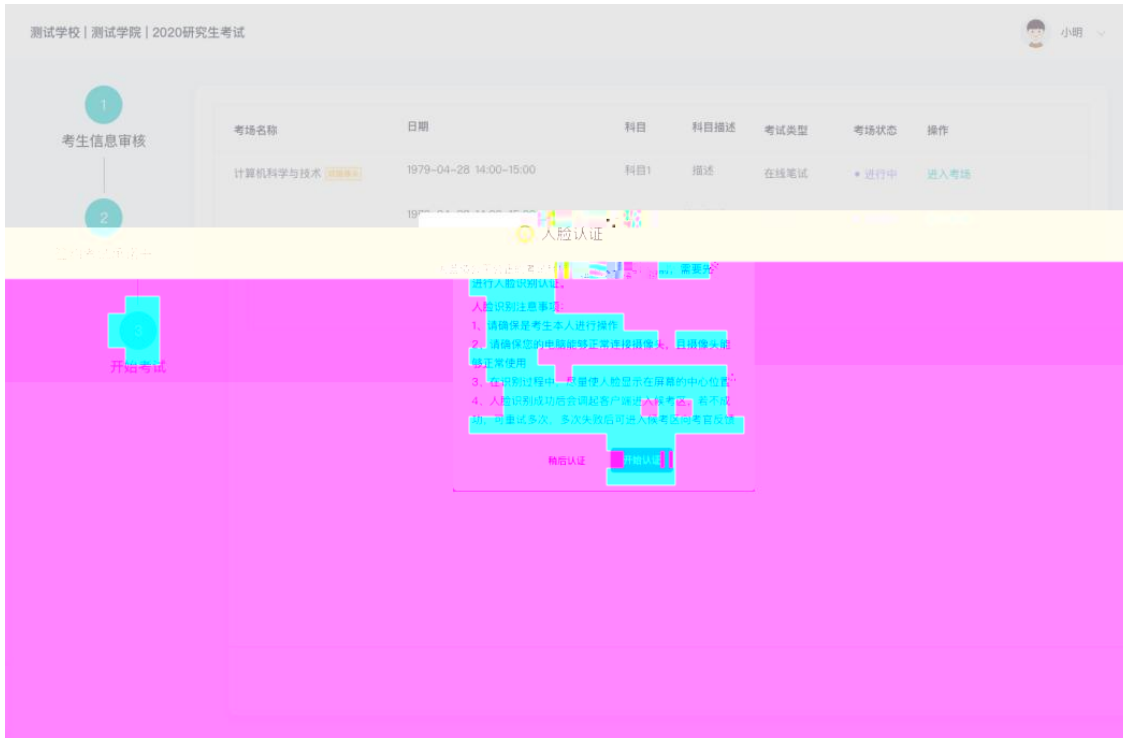 测试学校 | 测试学院 | 2020研究生考试
小明
1
考生信息审核
考场名称 日期 科目 科目描述 考试类型 考场状态 操作
计算机科学与技术 1979-04-28 14:00-15:00 科目1 描述 在线笔试 进行中 进入考场
2
人脸认证
需要先
进行人脸识别认证。
人脸识别注意事项:
1、请确保是考生本人进行操作
2、请确保您的电脑能够正常连接摄像头，且摄像头能
够正常使用
3、在识别过程中，尽量使人脸显示在屏幕的中心位置
4、人脸识别成功后会调起客户端进入候考区，若不成
功，可重试多次，多次失败后可进入候考区向考官反馈
3
开始考试
稍后认证 开始认证